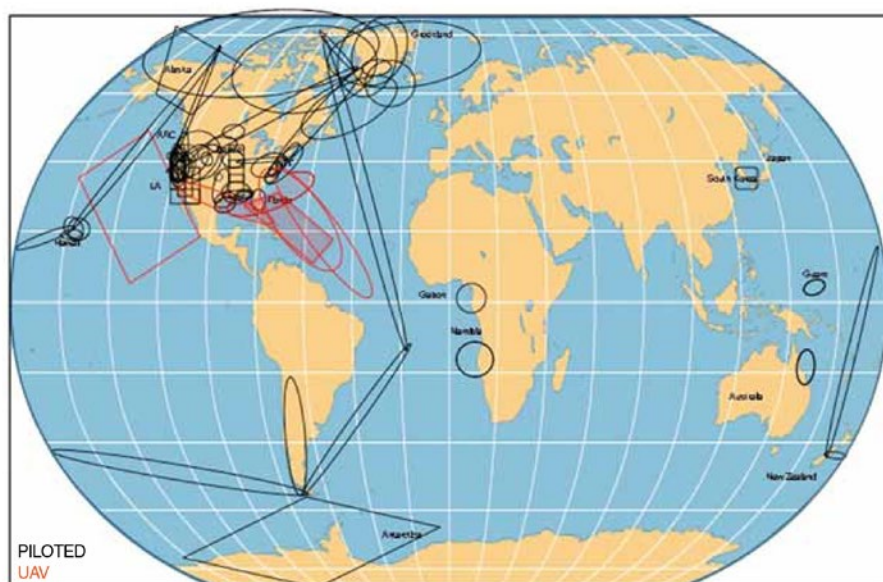 Greenland
Alaska
Japan
South Korea
LA
Florida
Hawaii
Guam
Gabon
Namibia
Australia
New Zealand
Antarctica
PILOTED
UAV